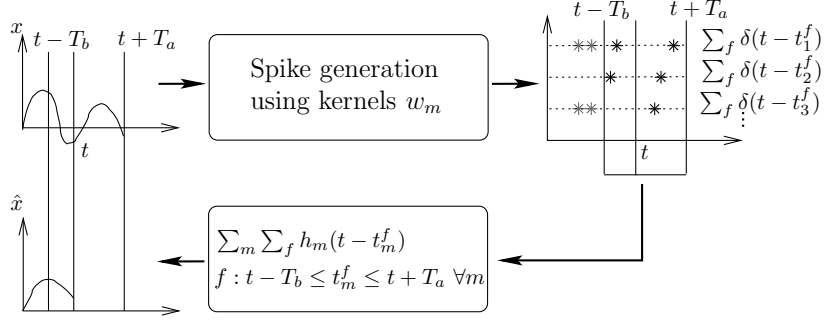 x
t − T_b
t + T_a
t
Spike generation
using kernels w_m
t − T_b
t + T_a
∑_f δ(t − t_1^f)
∑_f δ(t − t_2^f)
∑_f δ(t − t_3^f)
⋮
t
x̂
∑_m ∑_f h_m(t − t_m^f)
f : t − T_b ≤ t_m^f ≤ t + T_a ∀m